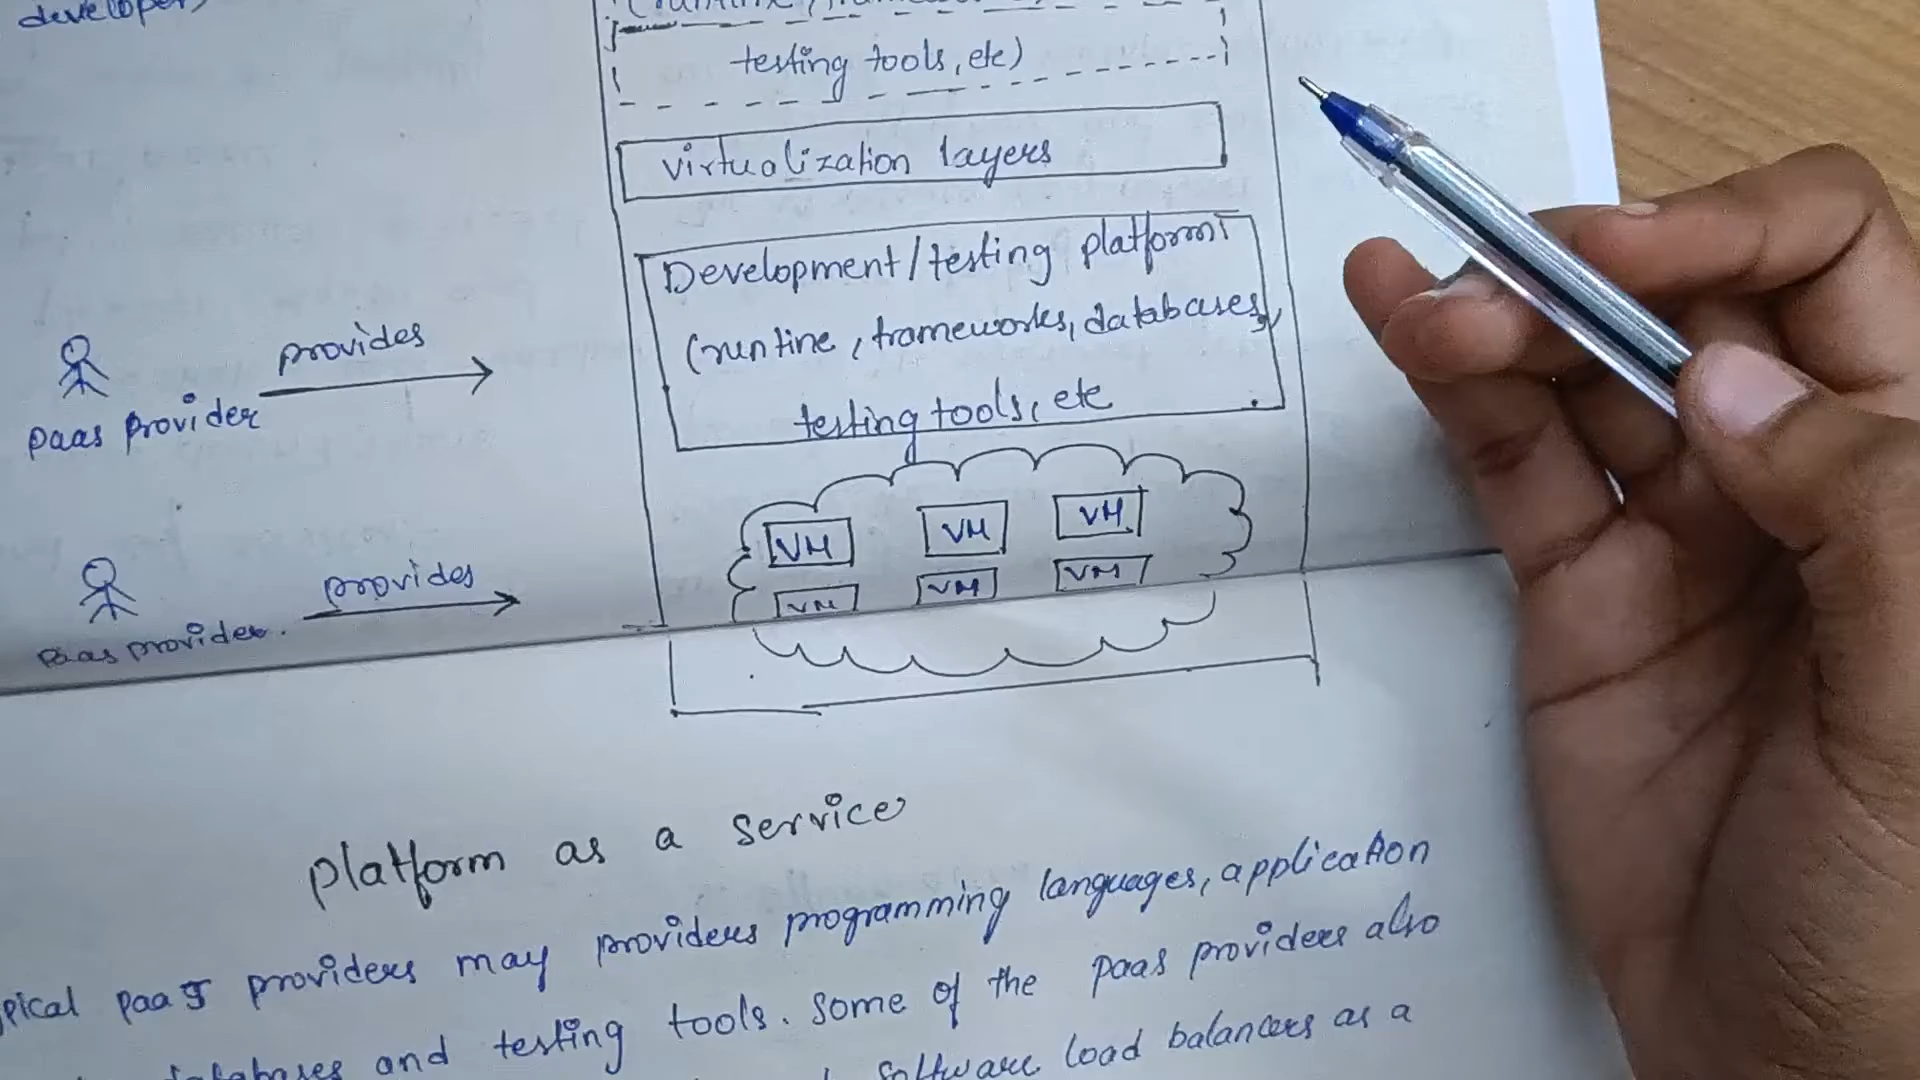 developer)
testing tools, etc)
virtualization layers
Development/testing platform
(runtine, frameworks, databases,
testing tools, etc
provides
paas provider
VM VM VM
VM VM VM
provides
paas provider.
platform as a service
pical paas providers may providers programming languages, application
databases and testing tools. Some of the paas providers also
software load balancers as a